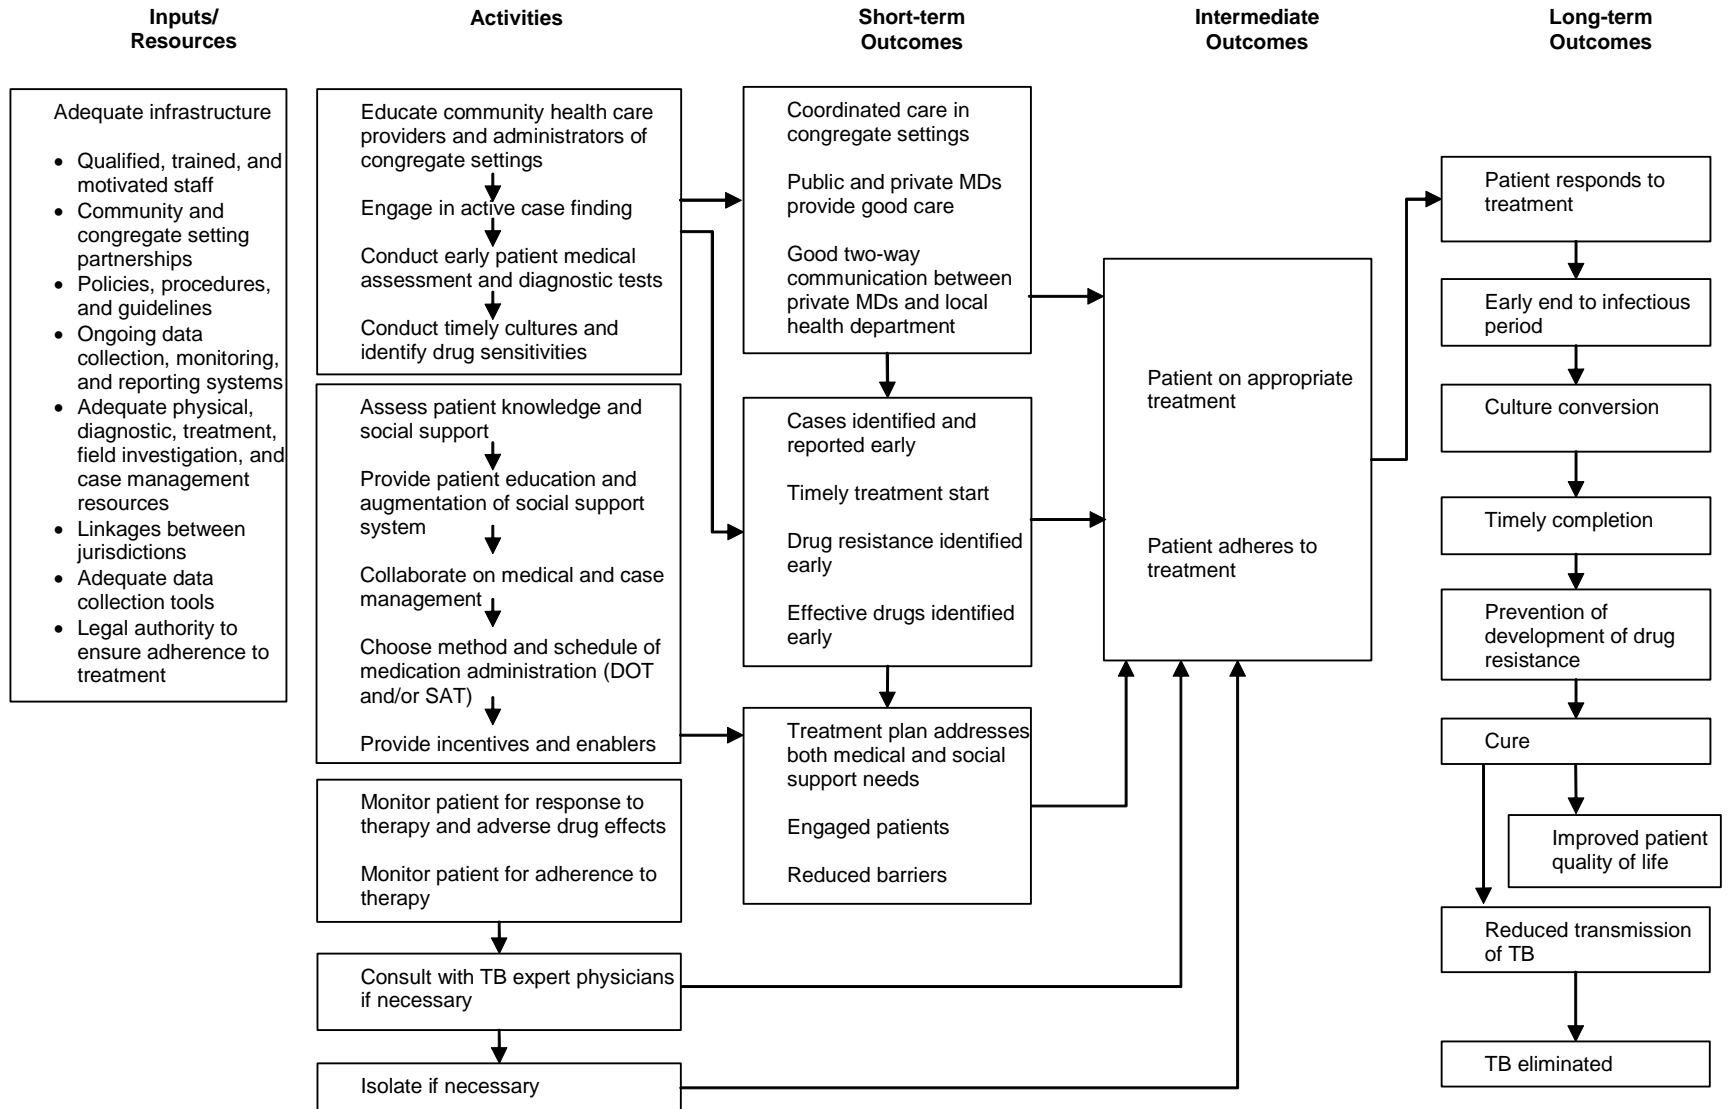 Inputs/
Resources
Activities
Short-term
Outcomes
Intermediate
Outcomes
Long-term
Outcomes
Adequate infrastructure
• Qualified, trained, and
motivated staff
• Community and
congregate setting
partnerships
• Policies, procedures,
and guidelines
• Ongoing data
collection, monitoring,
and reporting systems
• Adequate physical,
diagnostic, treatment,
field investigation, and
case management
resources
• Linkages between
jurisdictions
• Adequate data
collection tools
• Legal authority to
ensure adherence to
treatment
Educate community health care
providers and administrators of
congregate settings
Engage in active case finding
Conduct early patient medical
assessment and diagnostic tests
Conduct timely cultures and
identify drug sensitivities
Assess patient knowledge and
social support
Provide patient education and
augmentation of social support
system
Collaborate on medical and case
management
Choose method and schedule of
medication administration (DOT
and/or SAT)
Provide incentives and enablers
Monitor patient for response to
therapy and adverse drug effects
Monitor patient for adherence to
therapy
Consult with TB expert physicians
if necessary
Isolate if necessary
Coordinated care in
congregate settings
Public and private MDs
provide good care
Good two-way
communication between
private MDs and local
health department
Cases identified and
reported early
Timely treatment start
Drug resistance identified
early
Effective drugs identified
early
Treatment plan addresses
both medical and social
support needs
Engaged patients
Reduced barriers
Patient on appropriate
treatment
Patient adheres to
treatment
Patient responds to
treatment
Early end to infectious
period
Culture conversion
Timely completion
Prevention of
development of drug
resistance
Cure
Improved patient
quality of life
Reduced transmission
of TB
TB eliminated